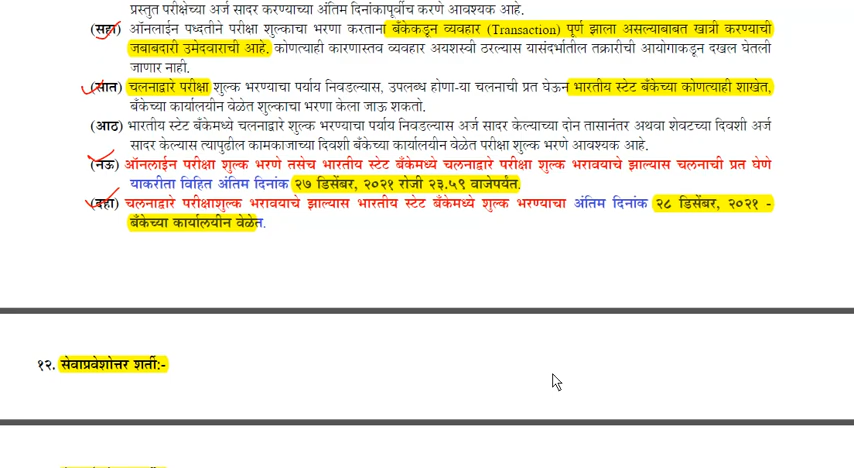 प्रस्तुत परीक्षेच्या अर्ज सादर करण्याच्या अंतिम दिनांकापूर्वीच करणे आवश्यक आहे.
(सहा) ऑनलाईन पध्दतीने परीक्षा शुल्काचा भरणा करताना बँकेकडून व्यवहार (Transaction) पूर्ण झाला असल्याबाबत खात्री करण्याची
जबाबदारी उमेदवाराची आहे. कोणत्याही कारणास्तव व्यवहार अयशस्वी ठरल्यास यासंदर्भातील तक्रारीची आयोगाकडून दखल घेतली
जाणार नाही.
(सात) चलनाद्वारे परीक्षा शुल्क भरण्याचा पर्याय निवडल्यास, उपलब्ध होणा-या चलनाची प्रत घेऊन भारतीय स्टेट बँकेच्या कोणत्याही शाखेत,
बँकेच्या कार्यालयीन वेळेत शुल्काचा भरणा केला जाऊ शकतो.
(आठ) भारतीय स्टेट बँकेमध्ये चलनाद्वारे शुल्क भरण्याचा पर्याय निवडल्यास अर्ज सादर केल्याच्या दोन तासानंतर अथवा शेवटच्या दिवशी अर्ज
सादर केल्यास त्यापुढील कामकाजाच्या दिवशी बँकेच्या कार्यालयीन वेळेत परीक्षा शुल्क भरणे आवश्यक आहे.
(नऊ) ऑनलाईन परीक्षा शुल्क भरणे तसेच भारतीय स्टेट बँकमध्ये चलनाद्वारे परीक्षा शुल्क भरावयाचे झाल्यास चलनाची प्रत घेणे
याकरीता विहित अंतिम दिनांक २७ डिसेंबर, २०२१ रोजी २३.५९ वाजेपर्यंत.
(दहा) चलनाद्वारे परीक्षाशुल्क भरावयाचे झाल्यास भारतीय स्टेट बँकेमध्ये शुल्क भरण्याचा अंतिम दिनांक २८ डिसेंबर, २०२१ -
बँकेच्या कार्यालयीन वेळेत.
१२. सेवाप्रवेशोत्तर शर्ती:-